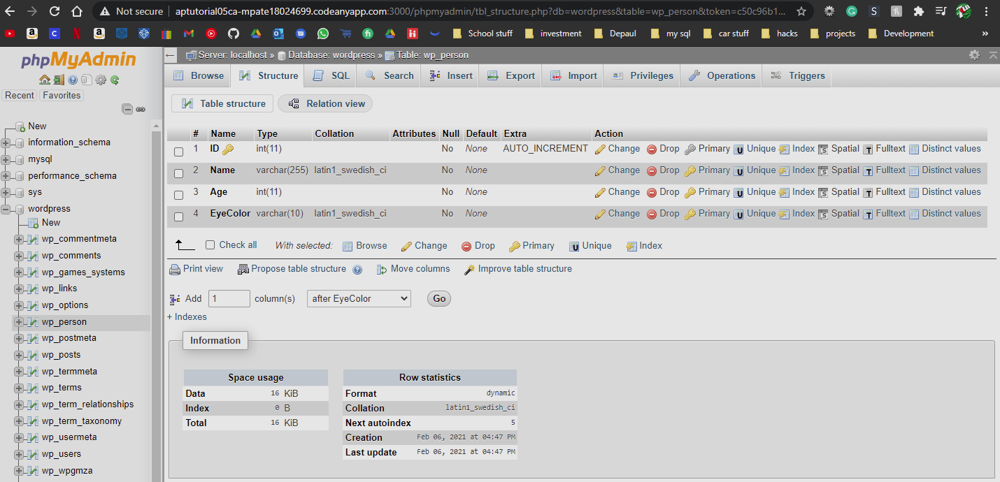 Not secure | aptutorial05ca-mpate18024699.codeanyapp.com:3000/phpmyadmin/tbl_structure.php?db=wordpress&table=wp_person&token=c50c96b1...
School stuff investment Depaul my sql car stuff hacks projects Development »
phpMyAdmin
Recent Favorites
New
information_schema
mysql
performance_schema
sys
wordpress
New
wp_commentmeta
wp_comments
wp_games_systems
wp_links
wp_options
wp_person
wp_postmeta
wp_posts
wp_termmeta
wp_terms
wp_term_relationships
wp_term_taxonomy
wp_usermeta
wp_users
wp_wpgmza
Server: localhost » Database: wordpress » Table: wp_person
Browse Structure SQL Search Insert Export Import Privileges Operations Triggers
Table structure Relation view
# Name Type Collation Attributes Null Default Extra Action
1 ID int(11) No None AUTO_INCREMENT Change Drop Primary Unique Index Spatial Fulltext Distinct values
2 Name varchar(255) latin1_swedish_ci No None Change Drop Primary Unique Index Spatial Fulltext Distinct values
3 Age int(11) No None Change Drop Primary Unique Index Spatial Fulltext Distinct values
4 EyeColor varchar(10) latin1_swedish_ci No None Change Drop Primary Unique Index Spatial Fulltext Distinct values
Check all With selected: Browse Change Drop Primary Unique Index
Print view Propose table structure Move columns Improve table structure
Add 1 column(s) after EyeColor Go
+ Indexes
Information
Space usage
Data 16 KiB
Index 0 B
Total 16 KiB
Row statistics
Format dynamic
Collation latin1_swedish_ci
Next autoindex 5
Creation Feb 06, 2021 at 04:47 PM
Last update Feb 06, 2021 at 04:47 PM